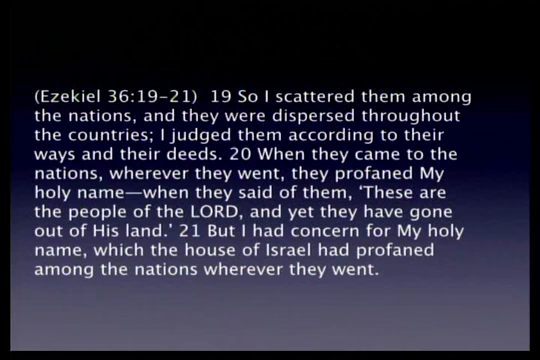 (Ezekiel 36:19-21)  19 So I scattered them among
the nations, and they were dispersed throughout
the countries; I judged them according to their
ways and their deeds. 20 When they came to the
nations, wherever they went, they profaned My
holy name—when they said of them, ‘These are
the people of the LORD, and yet they have gone
out of His land.’ 21 But I had concern for My holy
name, which the house of Israel had profaned
among the nations wherever they went.